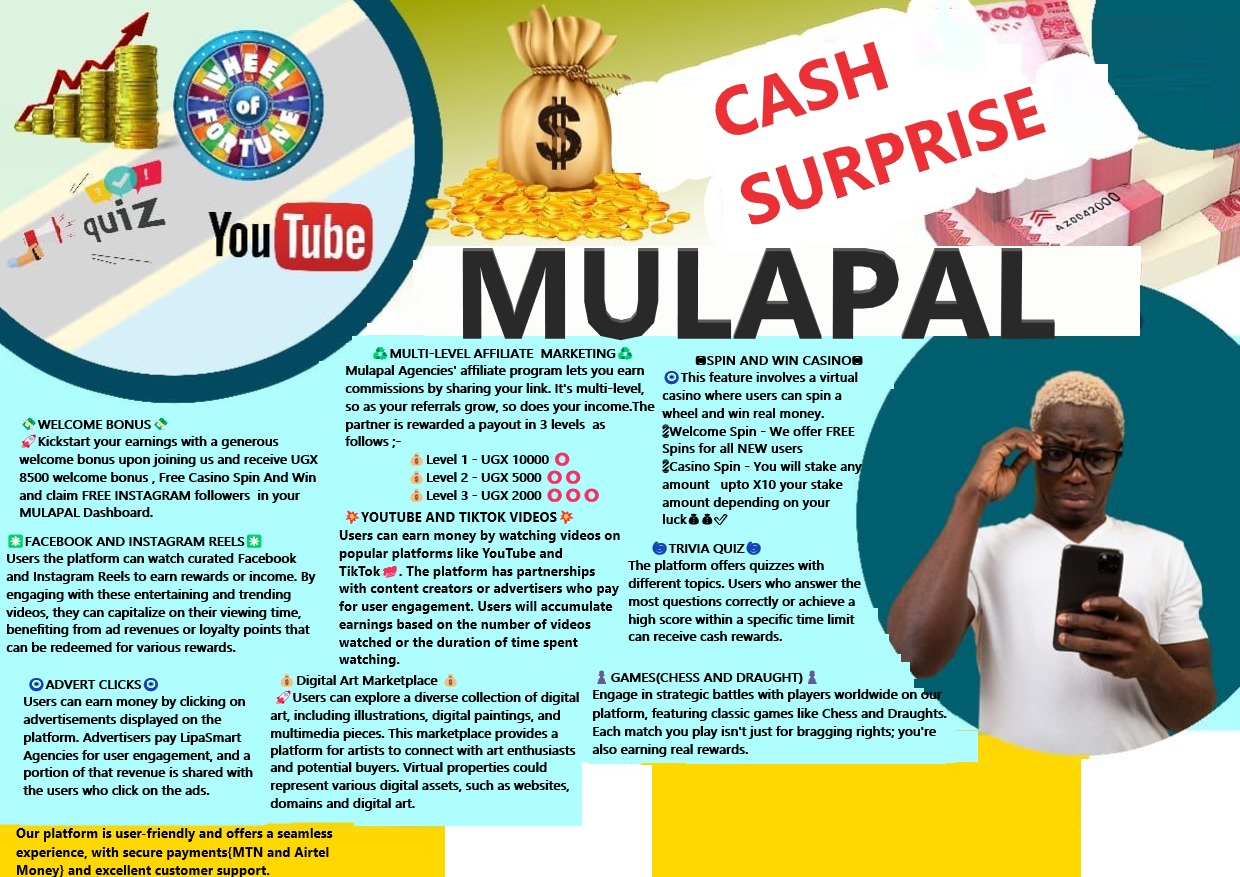 WHEEL
OF
FORTUNE
quiz
YouTube
$
CASH
SURPRISE
AZ0042000
MULAPAL
💸WELCOME BONUS💸
🚀Kickstart your earnings with a generous
welcome bonus upon joining us and receive UGX
8500 welcome bonus , Free Casino Spin And Win
and claim FREE INSTAGRAM followers  in your
MULAPAL Dashboard.
✳️FACEBOOK AND INSTAGRAM REELS✳️
Users the platform can watch curated Facebook
and Instagram Reels to earn rewards or income. By
engaging with these entertaining and trending
videos, they can capitalize on their viewing time,
benefiting from ad revenues or loyalty points that
can be redeemed for various rewards.
🧿ADVERT CLICKS🧿
Users can earn money by clicking on
advertisements displayed on the
platform. Advertisers pay LipaSmart
Agencies for user engagement, and a
portion of that revenue is shared with
the users who click on the ads.
♻️MULTI-LEVEL AFFILIATE  MARKETING♻️
Mulapal Agencies' affiliate program lets you earn
commissions by sharing your link. It's multi-level,
so as your referrals grow, so does your income.The
partner is rewarded a payout in 3 levels  as
follows ;-
💰Level 1 - UGX 10000 ⭕
💰Level 2 - UGX 5000 ⭕⭕
💰Level 3 - UGX 2000 ⭕⭕⭕
💥YOUTUBE AND TIKTOK VIDEOS💥
Users can earn money by watching videos on
popular platforms like YouTube and
TikTok. The platform has partnerships
with content creators or advertisers who pay
for user engagement. Users will accumulate
earnings based on the number of videos
watched or the duration of time spent
watching.
💰Digital Art Marketplace 💰
🚀Users can explore a diverse collection of digital
art, including illustrations, digital paintings, and
multimedia pieces. This marketplace provides a
platform for artists to connect with art enthusiasts
and potential buyers. Virtual properties could
represent various digital assets, such as websites,
domains and digital art.
SPIN AND WIN CASINO
🧿This feature involves a virtual
casino where users can spin a
wheel and win real money.
Welcome Spin - We offer FREE
Spins for all NEW users
Casino Spin - You will stake any
amount   upto X10 your stake
amount depending on your
luck💰💰✅
TRIVIA QUIZ
The platform offers quizzes with
different topics. Users who answer the
most questions correctly or achieve a
high score within a specific time limit
can receive cash rewards.
♟GAMES(CHESS AND DRAUGHT)♟
Engage in strategic battles with players worldwide on our
platform, featuring classic games like Chess and Draughts.
Each match you play isn't just for bragging rights; you're
also earning real rewards.
Our platform is user-friendly and offers a seamless
experience, with secure payments{MTN and Airtel
Money} and excellent customer support.